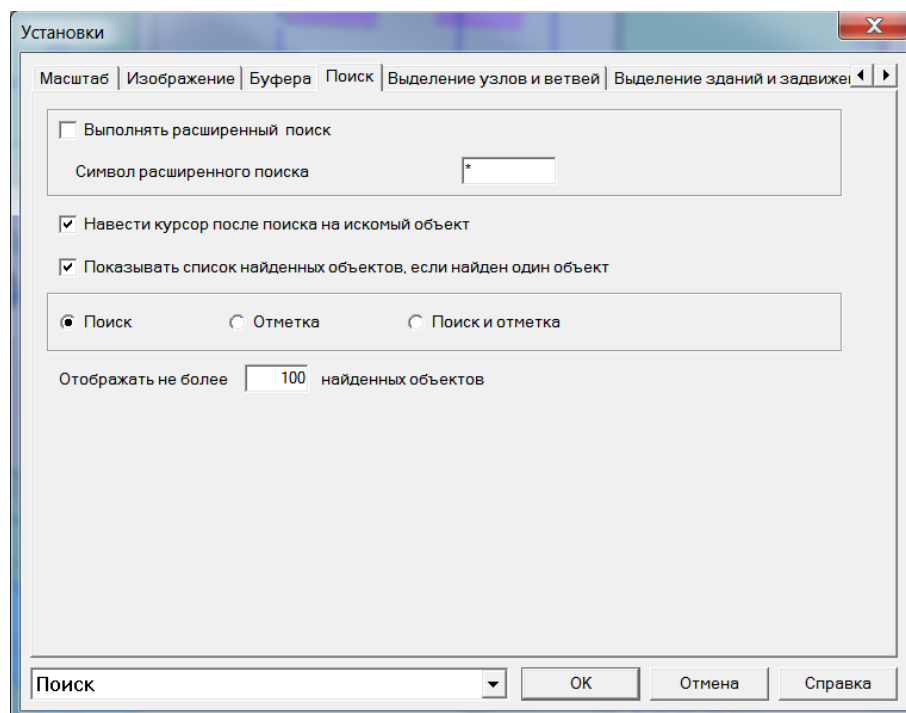 Установки
Масштаб Изображение Буфера Поиск Выделение узлов и ветвей Выделение зданий и
Выполнять расширенный поиск
Символ расширенного поиска *
Навести курсор после поиска на искомый объект
Показывать список найденных объектов, если найден один объект
Поиск Отметка Поиск и отметка
Отображать не более 100 найденных объектов
Поиск OK Отмена Справка